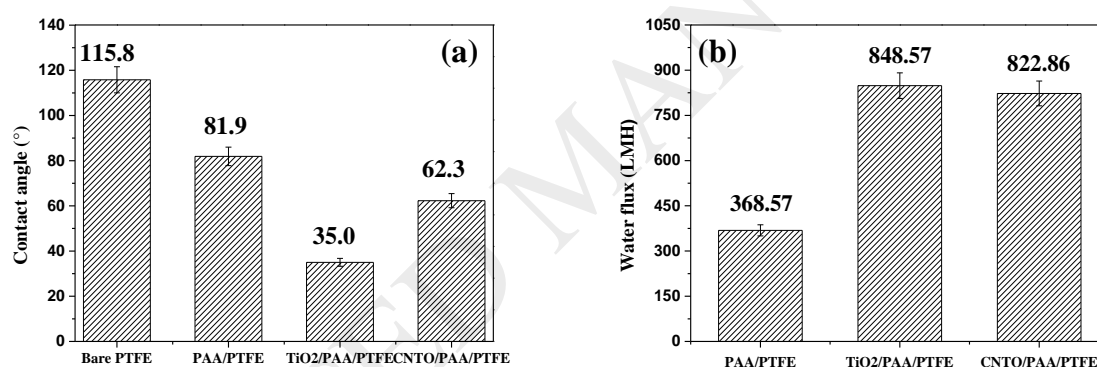 140
120
100
80
60
40
20
0
Contact angle (°)
(a)
115.8
81.9
35.0
62.3
Bare PTFE
PAA/PTFE
TiO2/PAA/PTFE
CNTO/PAA/PTFE
1050
900
750
600
450
300
150
0
Water flux (LMH)
(b)
368.57
848.57
822.86
PAA/PTFE
TiO2/PAA/PTFE
CNTO/PAA/PTFE